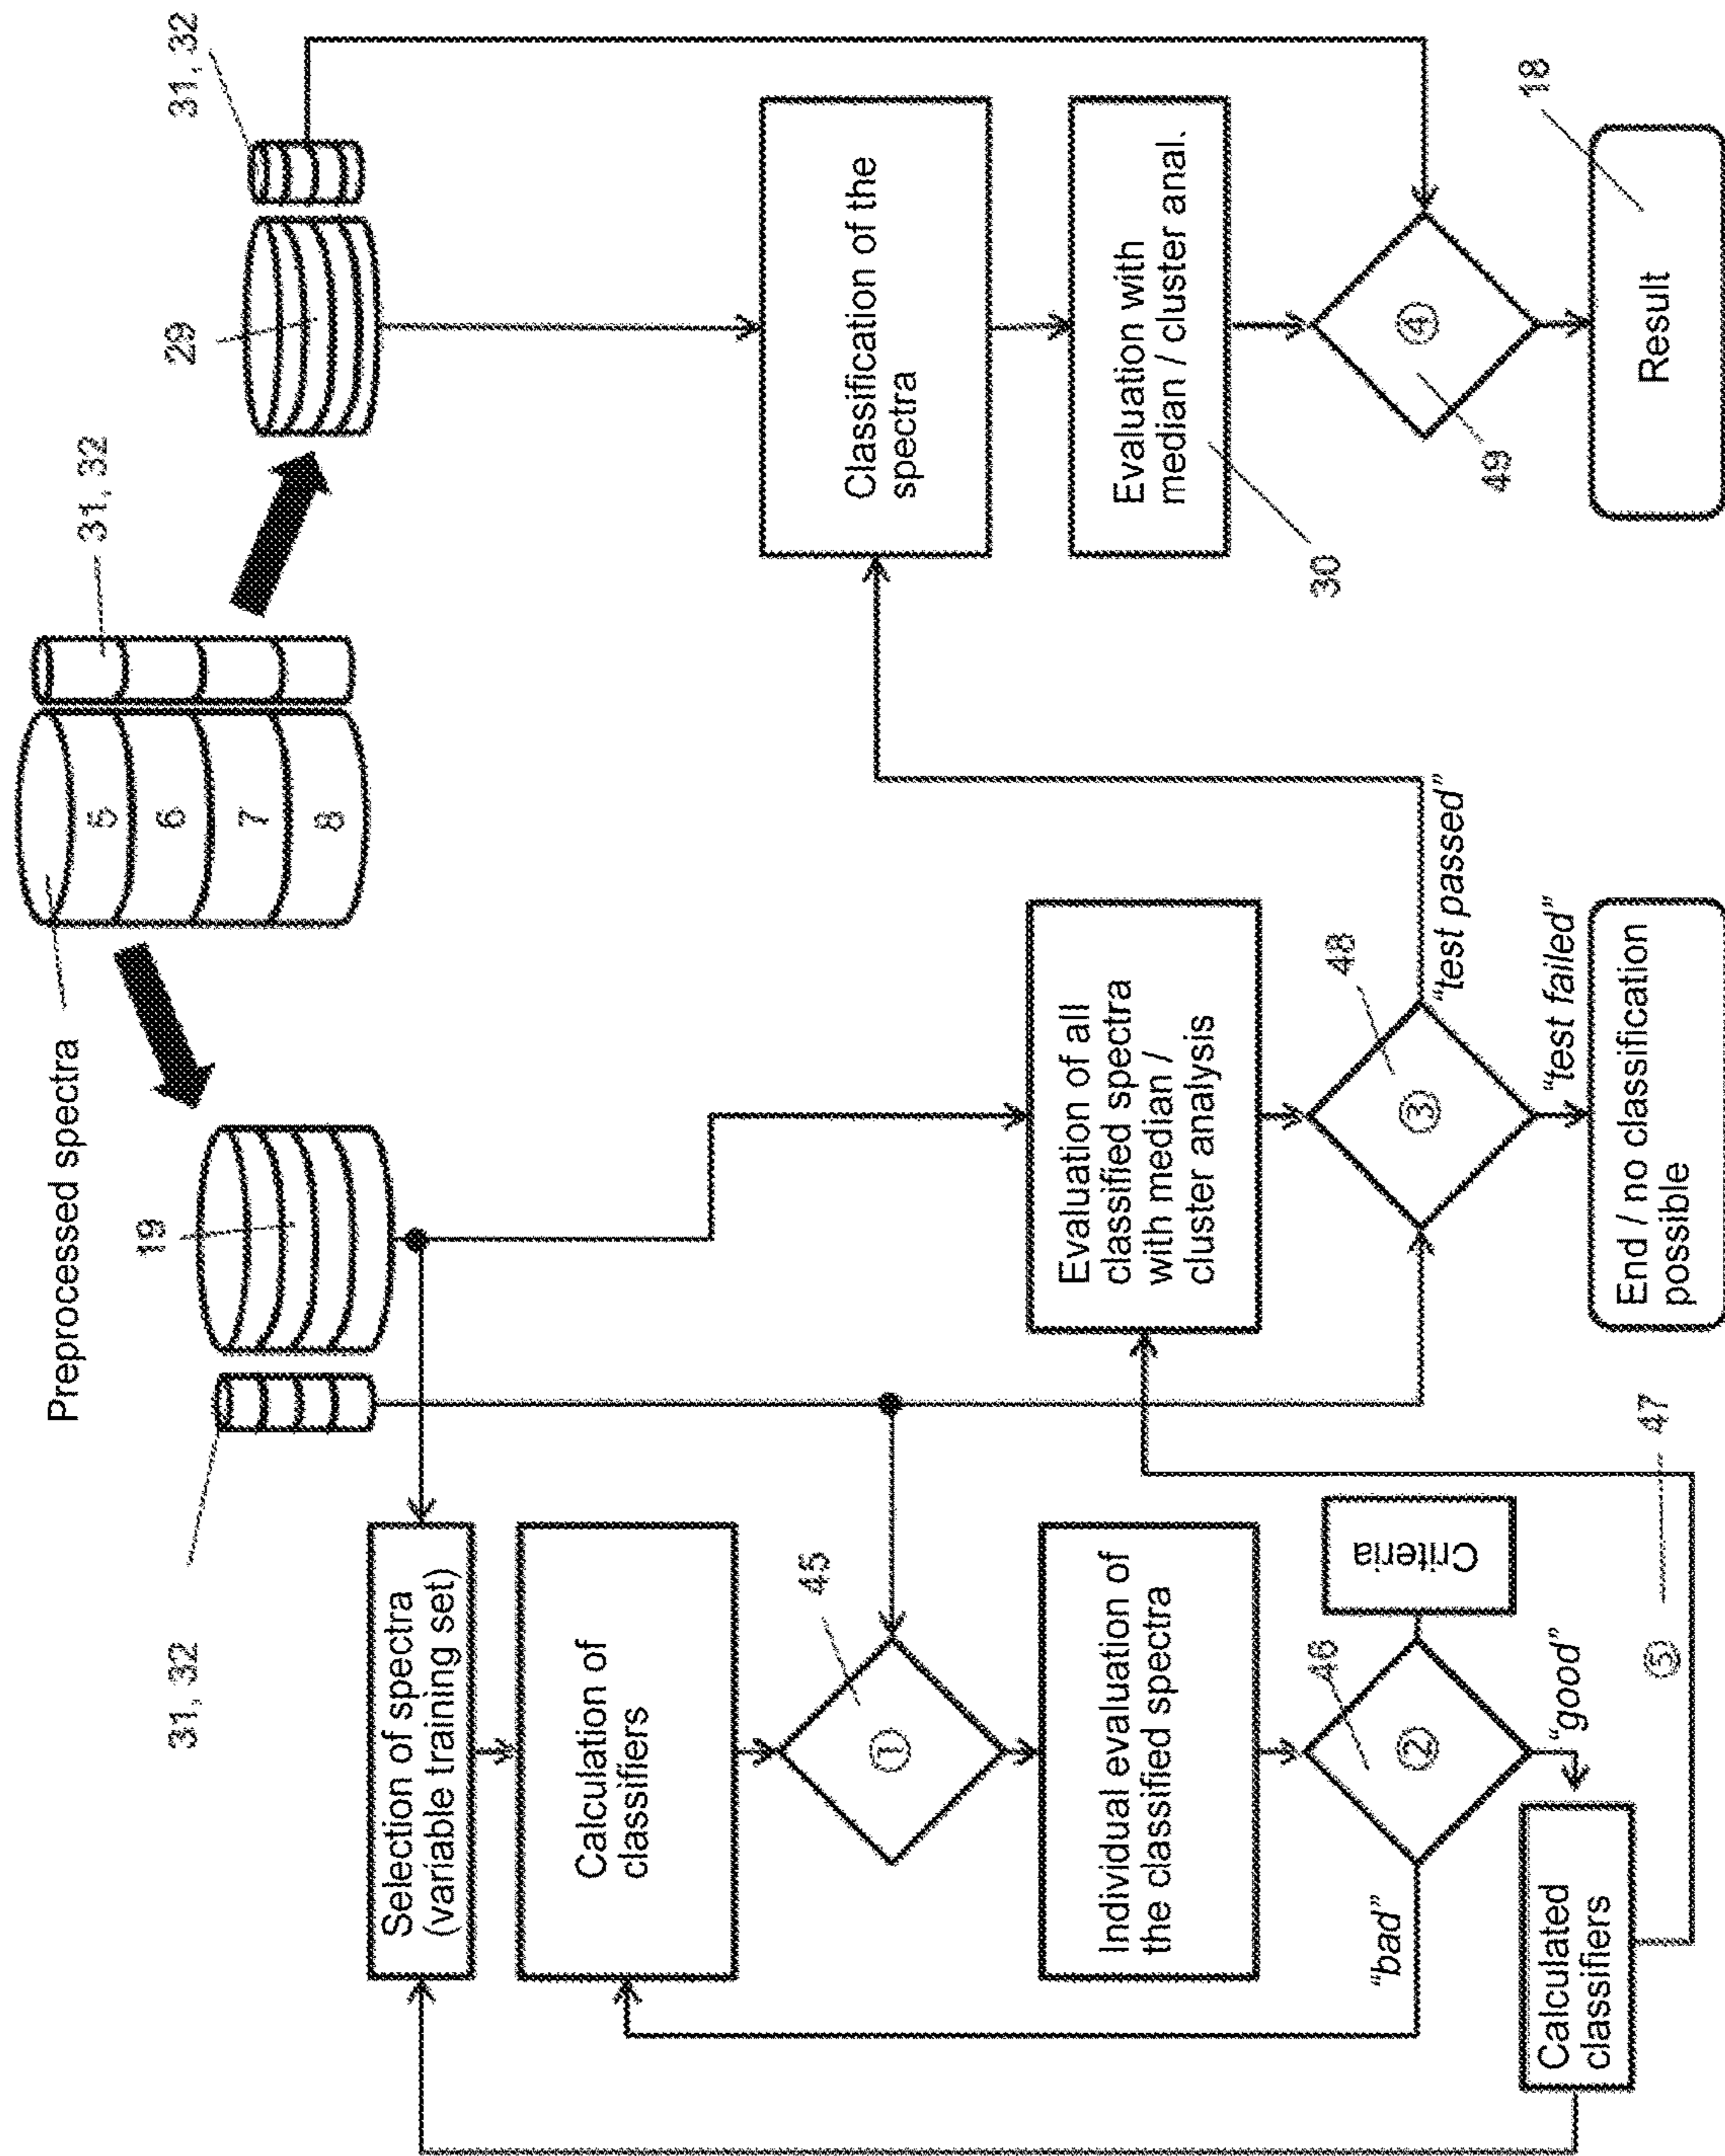 Preprocessed spectra
5
6
7
8
31, 32
19
31, 32
29
31, 32
Selection of spectra
(variable training set)
Calculation of
classifiers
①
45
Individual evaluation of
the classified spectra
②
46
Criteria
"bad"
"good"
Calculated
classifiers
⑤
47
Evaluation of all
classified spectra
with median /
cluster analysis
③
48
"test passed"
"test failed"
End / no classification
possible
Classification of the
spectra
Evaluation with
median / cluster anal.
30
④
49
Result
18